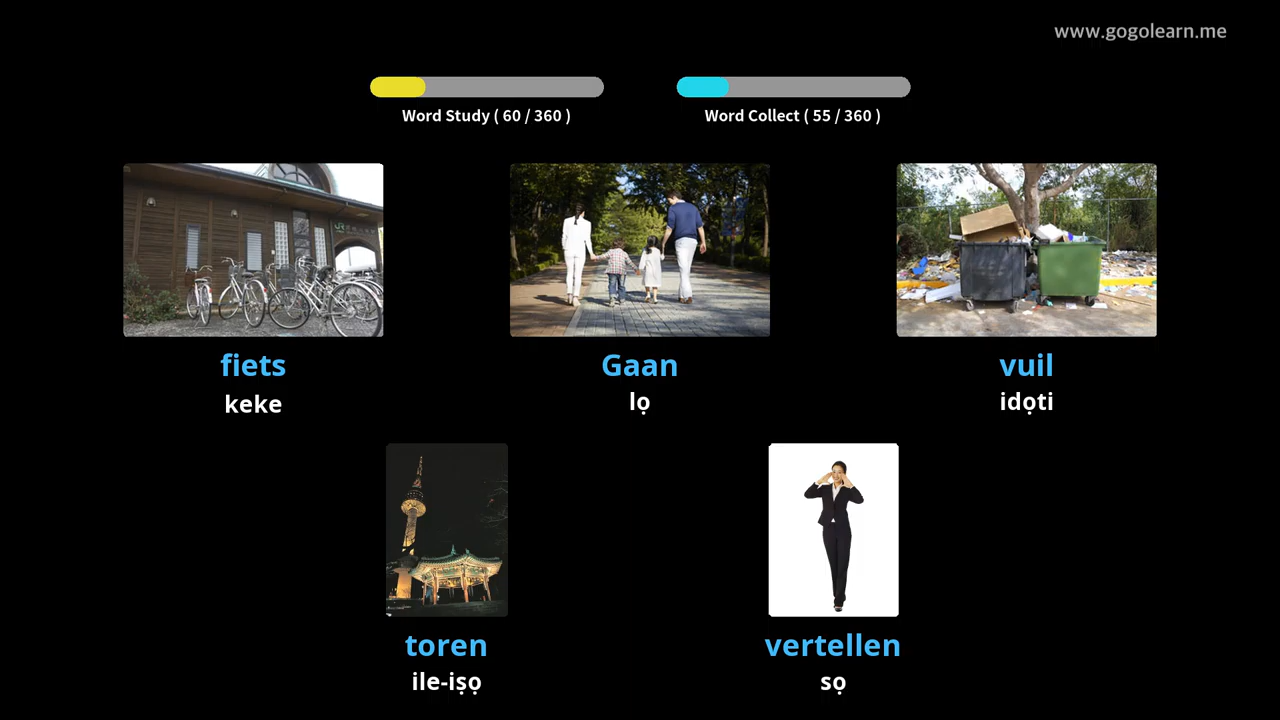 www.gogolearn.me
Word Study ( 60 / 360 )
Word Collect ( 55 / 360 )
fiets
keke
Gaan
lọ
vuil
idọti
toren
ile-iṣọ
vertellen
sọ